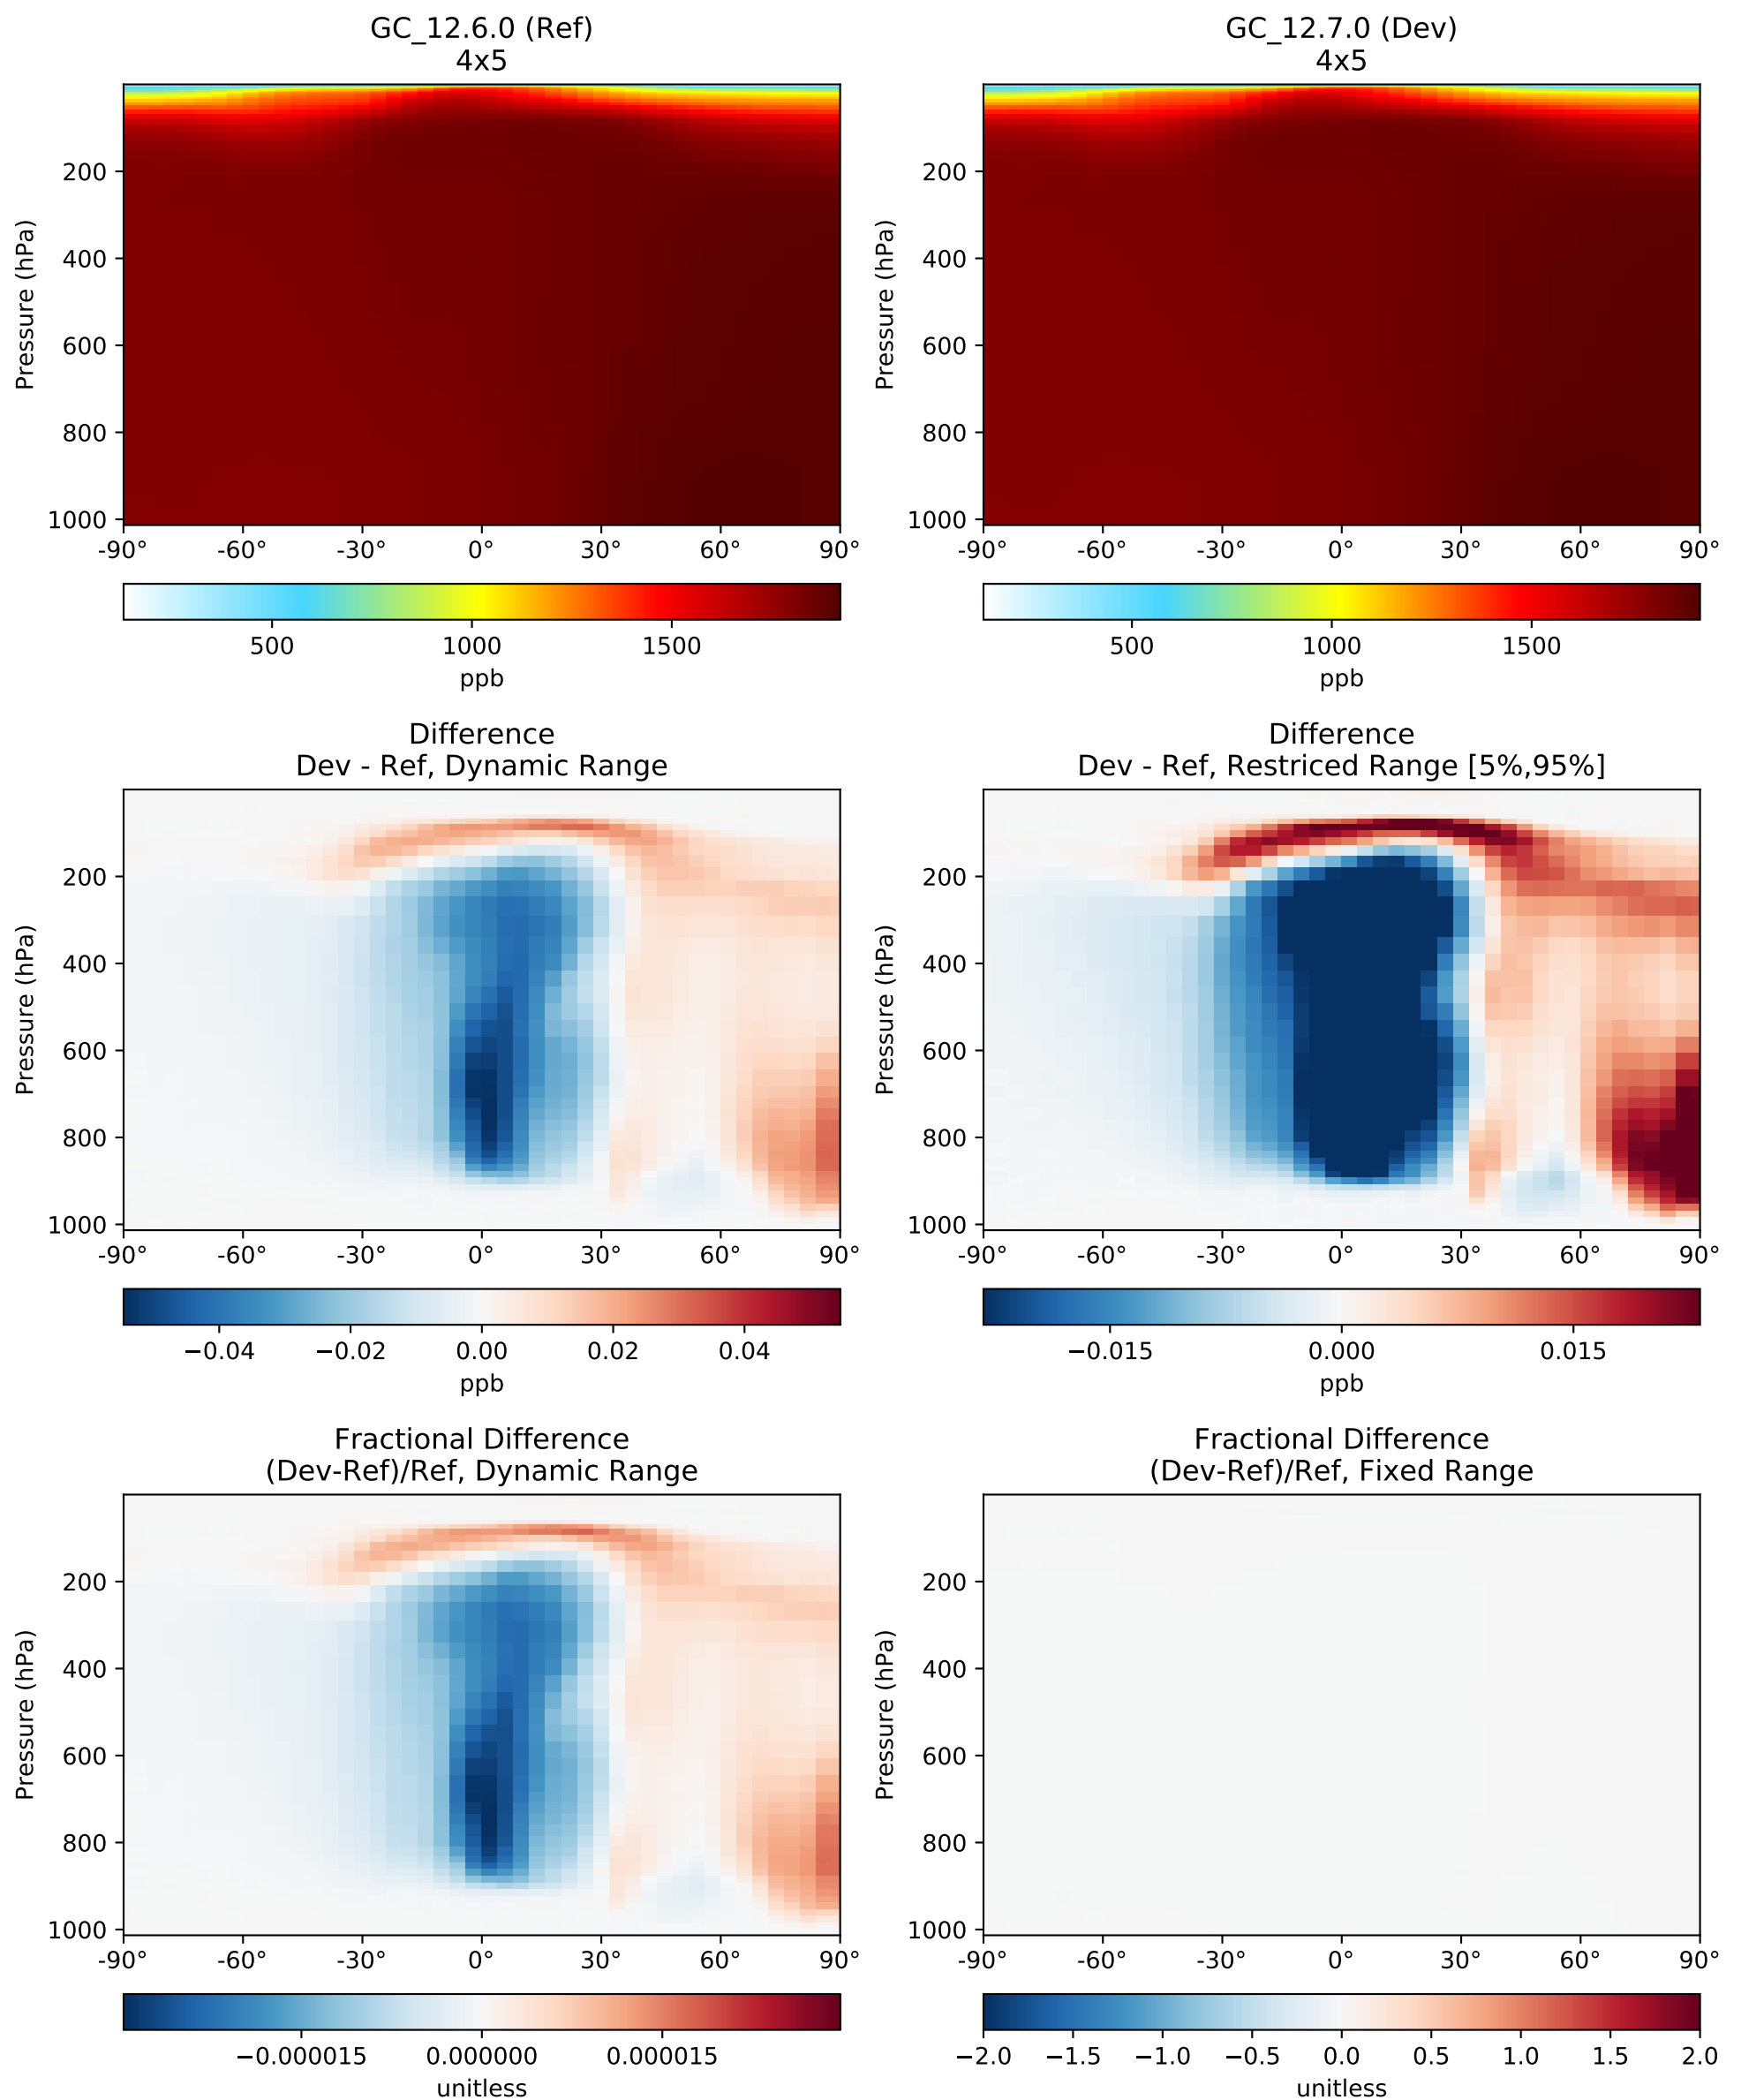 GC_12.6.0 (Ref)
4x5
Pressure (hPa)
200
400
600
800
1000
-90° -60° -30° 0° 30° 60° 90°
500 1000 1500
ppb
GC_12.7.0 (Dev)
4x5
Pressure (hPa)
200
400
600
800
1000
-90° -60° -30° 0° 30° 60° 90°
500 1000 1500
ppb
Difference
Dev - Ref, Dynamic Range
Pressure (hPa)
200
400
600
800
1000
-90° -60° -30° 0° 30° 60° 90°
−0.04 −0.02 0.00 0.02 0.04
ppb
Difference
Dev - Ref, Restriced Range [5%,95%]
Pressure (hPa)
200
400
600
800
1000
-90° -60° -30° 0° 30° 60° 90°
−0.015 0.000 0.015
ppb
Fractional Difference
(Dev-Ref)/Ref, Dynamic Range
Pressure (hPa)
200
400
600
800
1000
-90° -60° -30° 0° 30° 60° 90°
−0.000015 0.000000 0.000015
unitless
Fractional Difference
(Dev-Ref)/Ref, Fixed Range
Pressure (hPa)
200
400
600
800
1000
-90° -60° -30° 0° 30° 60° 90°
−2.0 −1.5 −1.0 −0.5 0.0 0.5 1.0 1.5 2.0
unitless